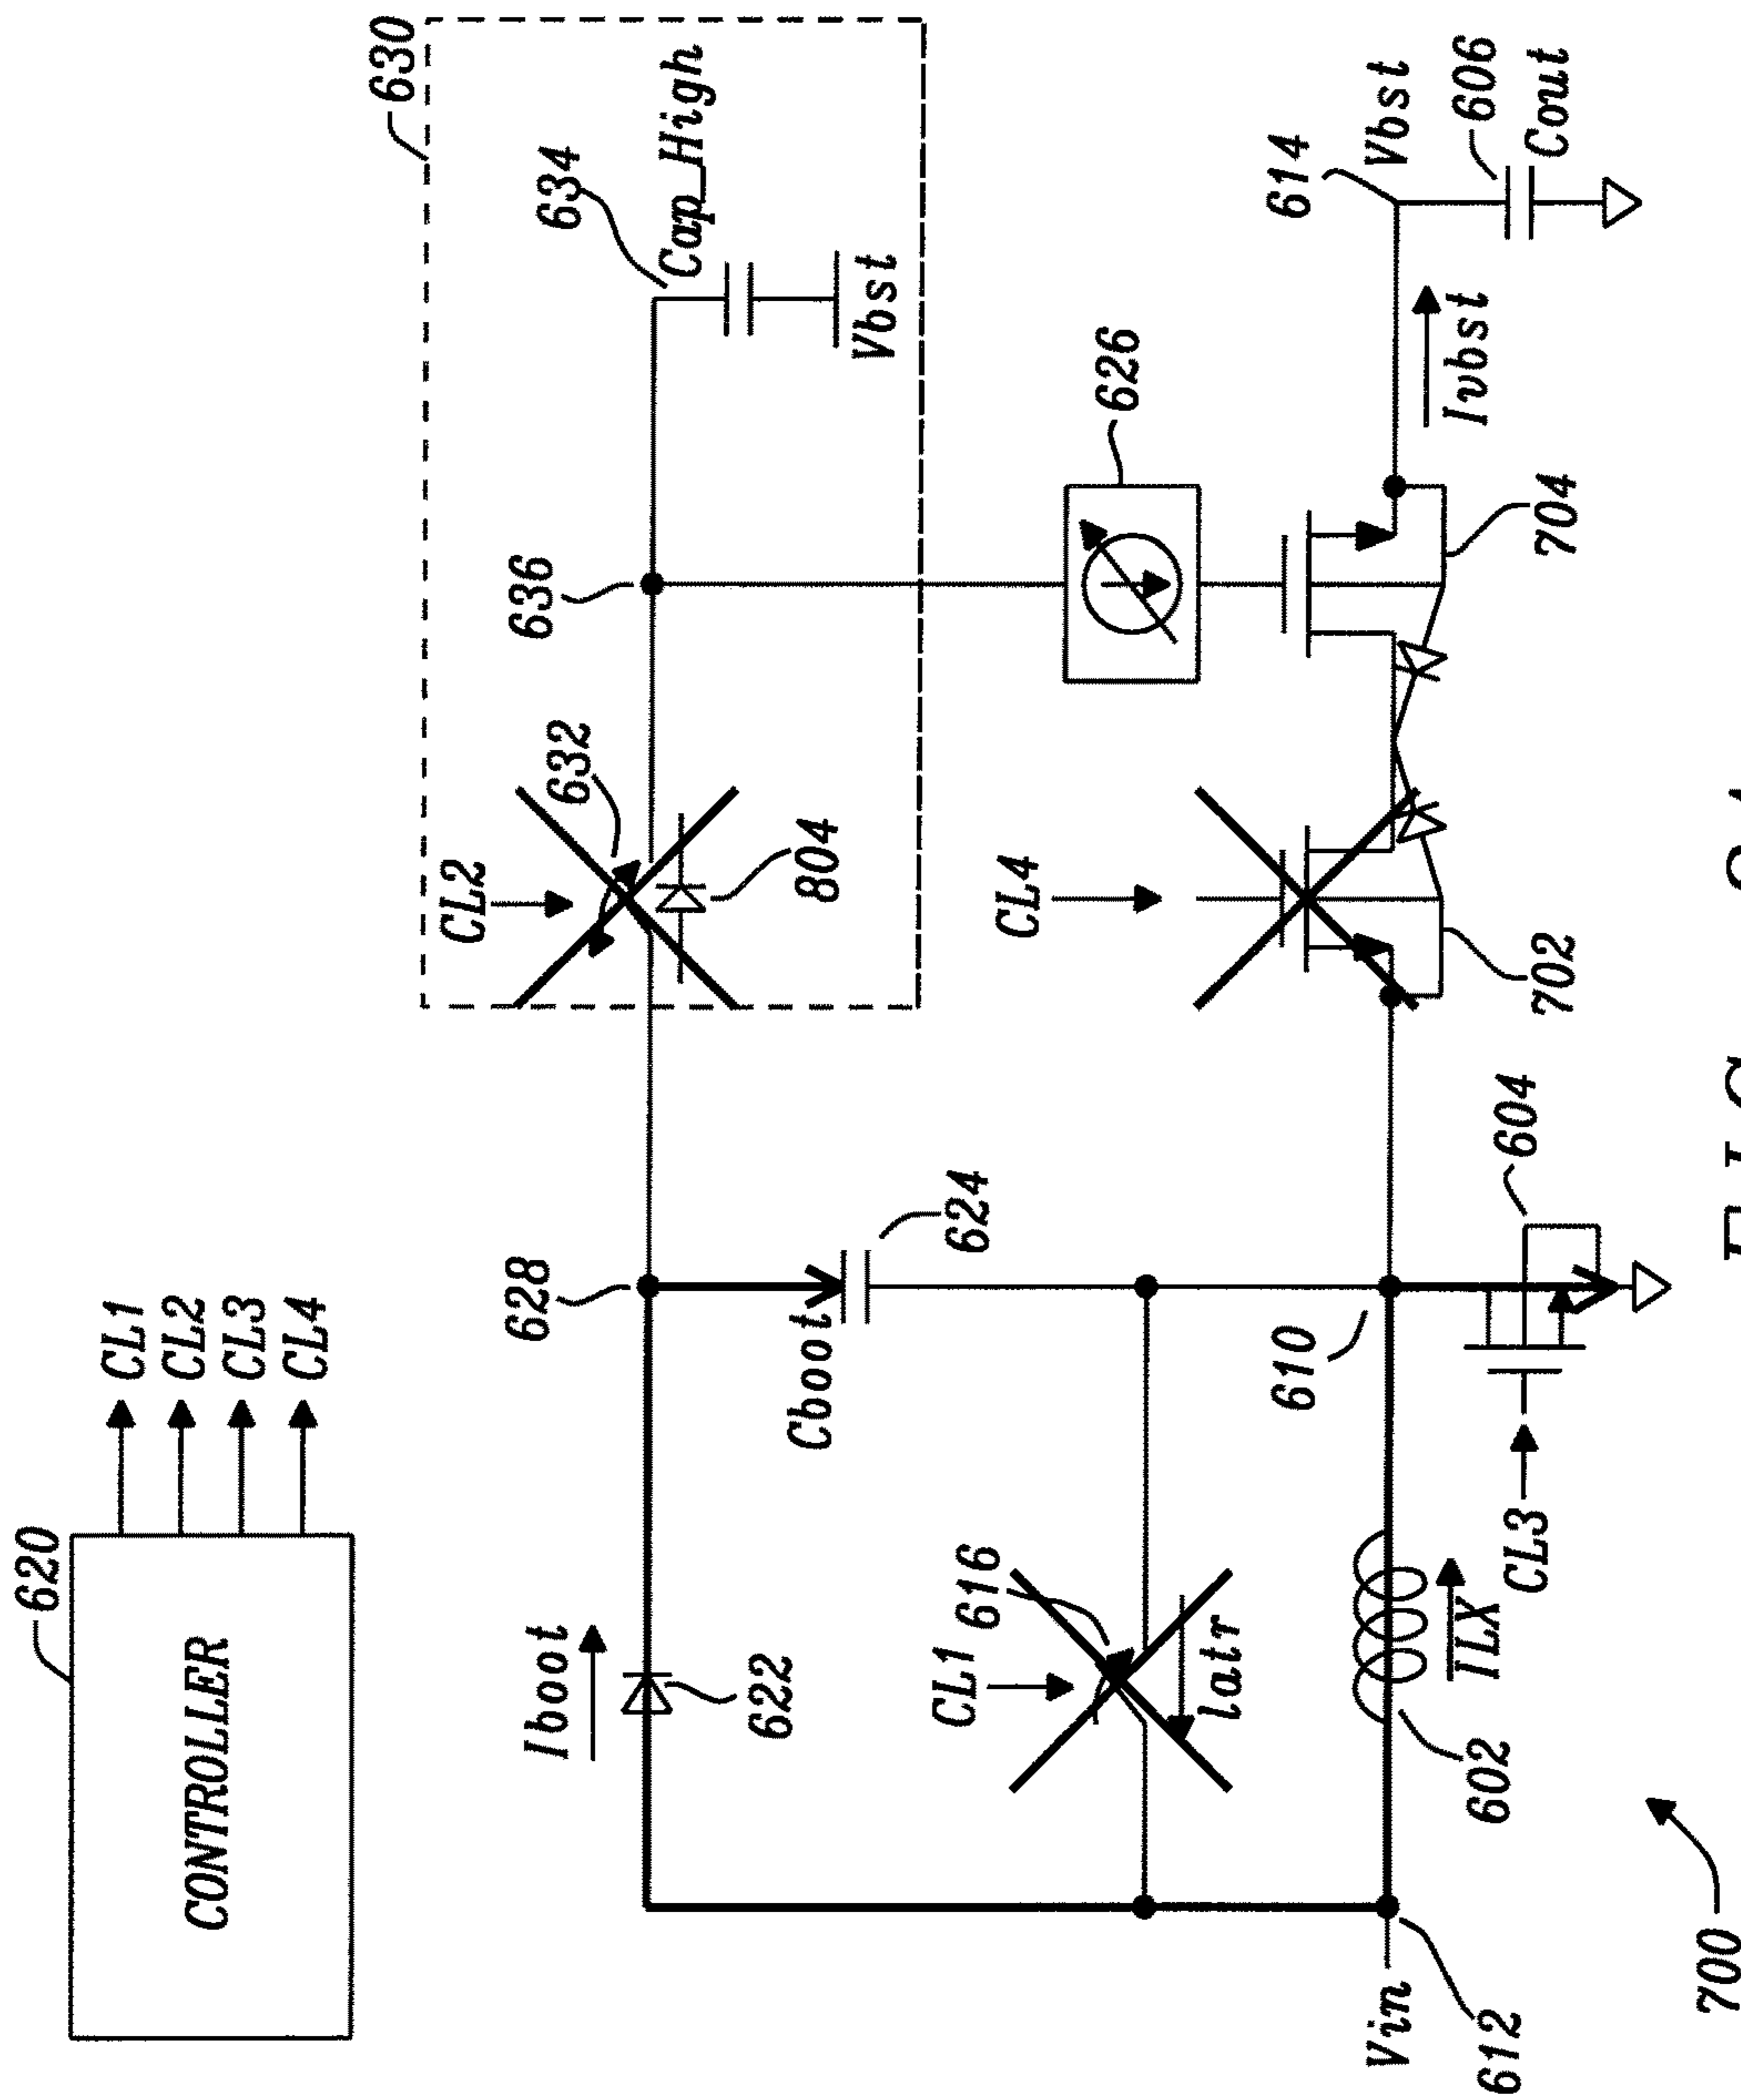 620
CONTROLLER
CL1
CL2
CL3
CL4
630
634
Cap_High
Vbst
636
CL2
632
804
628
Iboot
622
Cboot
624
CL1
616
Iatr
626
CL4
702
704
614
Vbst
606
Cout
Ivbst
610
604
CL3
ILX
602
Vin
612
700